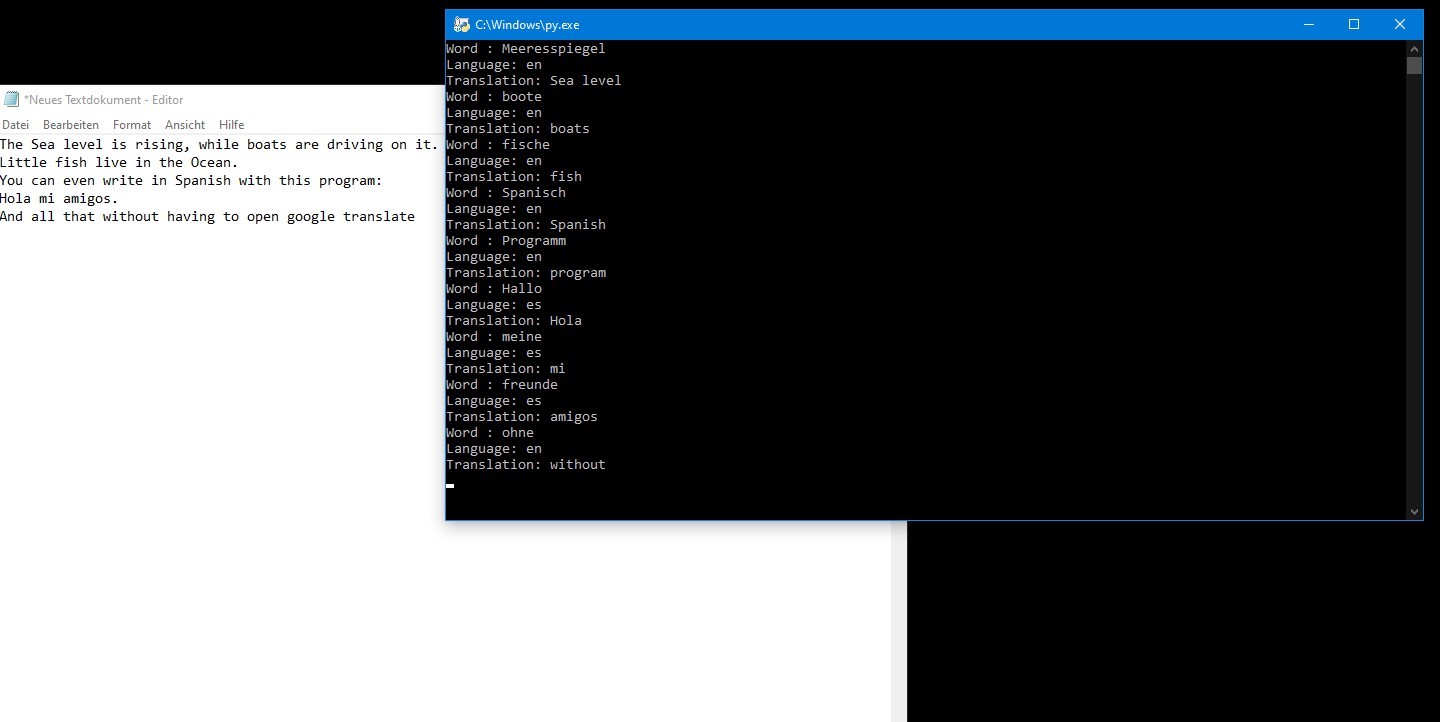 C:\Windows\py.exe
Word : Meeresspiegel
Language: en
Translation: Sea level
Word : boote
Language: en
Translation: boats
Word : fische
Language: en
Translation: fish
Word : Spanisch
Language: en
Translation: Spanish
Word : Programm
Language: en
Translation: program
Word : Hallo
Language: es
Translation: Hola
Word : meine
Language: es
Translation: mi
Word : freunde
Language: es
Translation: amigos
Word : ohne
Language: en
Translation: without
*Neues Textdokument - Editor
Datei Bearbeiten Format Ansicht Hilfe
The Sea level is rising, while boats are driving on it.
Little fish live in the Ocean.
You can even write in Spanish with this program:
Hola mi amigos.
And all that without having to open google translate